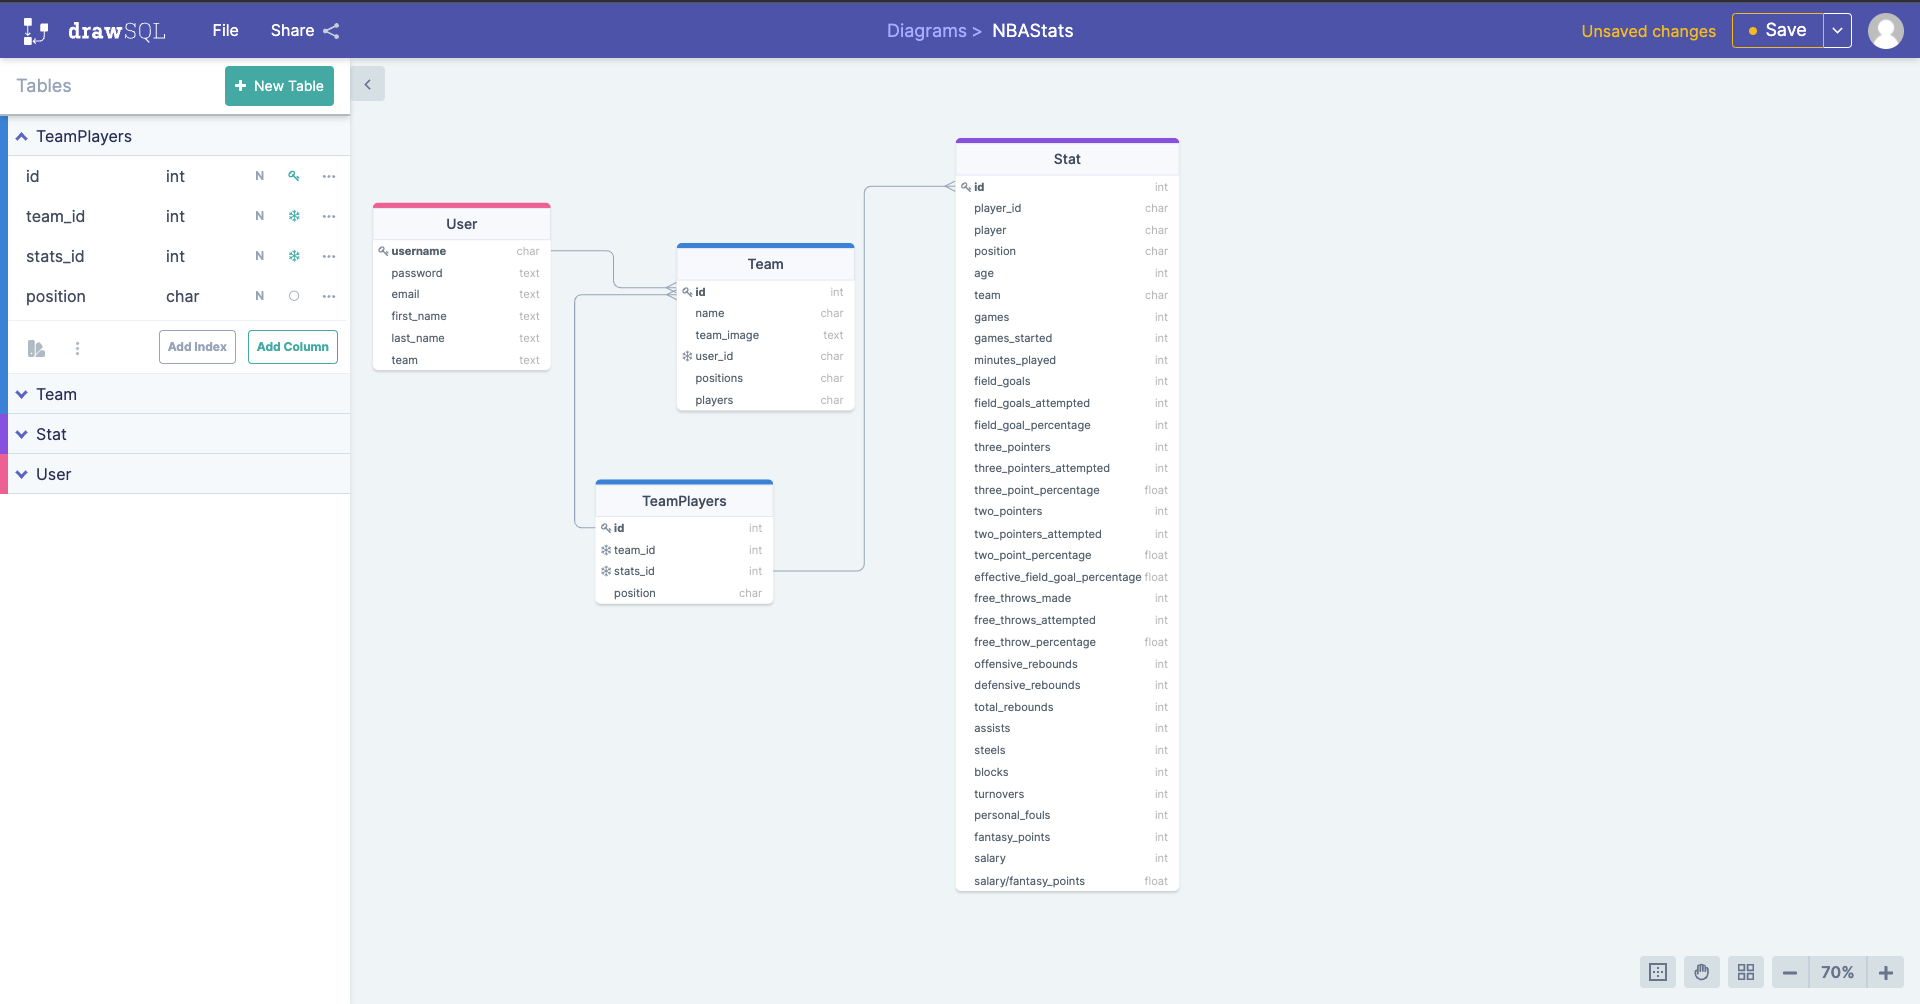 drawSQL File Share Diagrams > NBAStats Unsaved changes Save
Tables + New Table
TeamPlayers
id int N
team_id int N
stats_id int N
position char N
Add Index Add Column
Team
Stat
User
User
username char
password text
email text
first_name text
last_name text
team text
Team
id int
name char
team_image text
user_id char
positions char
players char
TeamPlayers
id int
team_id int
stats_id int
position char
Stat
id int
player_id char
player char
position char
age int
team char
games int
games_started int
minutes_played int
field_goals int
field_goals_attempted int
field_goal_percentage int
three_pointers int
three_pointers_attempted int
three_point_percentage float
two_pointers int
two_pointers_attempted int
two_point_percentage float
effective_field_goal_percentage float
free_throws_made int
free_throws_attempted int
free_throw_percentage float
offensive_rebounds int
defensive_rebounds int
total_rebounds int
assists int
steels int
blocks int
turnovers int
personal_fouls int
fantasy_points int
salary int
salary/fantasy_points float
70%